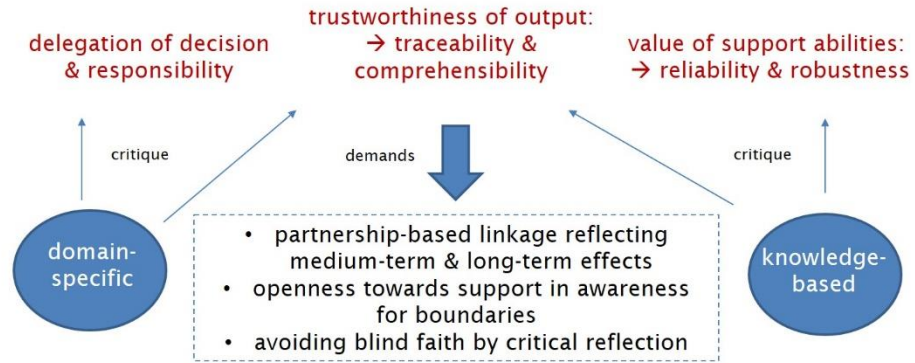 trustworthiness of output:
→ traceability &
comprehensibility
delegation of decision
& responsibility
value of support abilities:
→ reliability & robustness
critique
demands
critique
domain-
specific
• partnership-based linkage reflecting
medium-term & long-term effects
• openness towards support in awareness
for boundaries
• avoiding blind faith by critical reflection
knowledge-
based